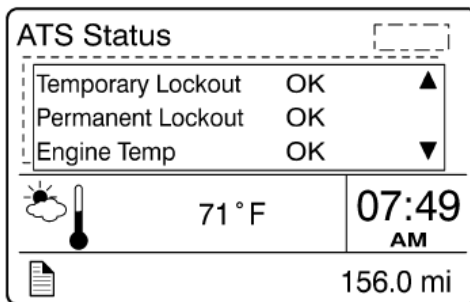 ATS Status
Temporary Lockout OK
Permanent Lockout OK
Engine Temp OK
71°F
07:49
AM
156.0 mi